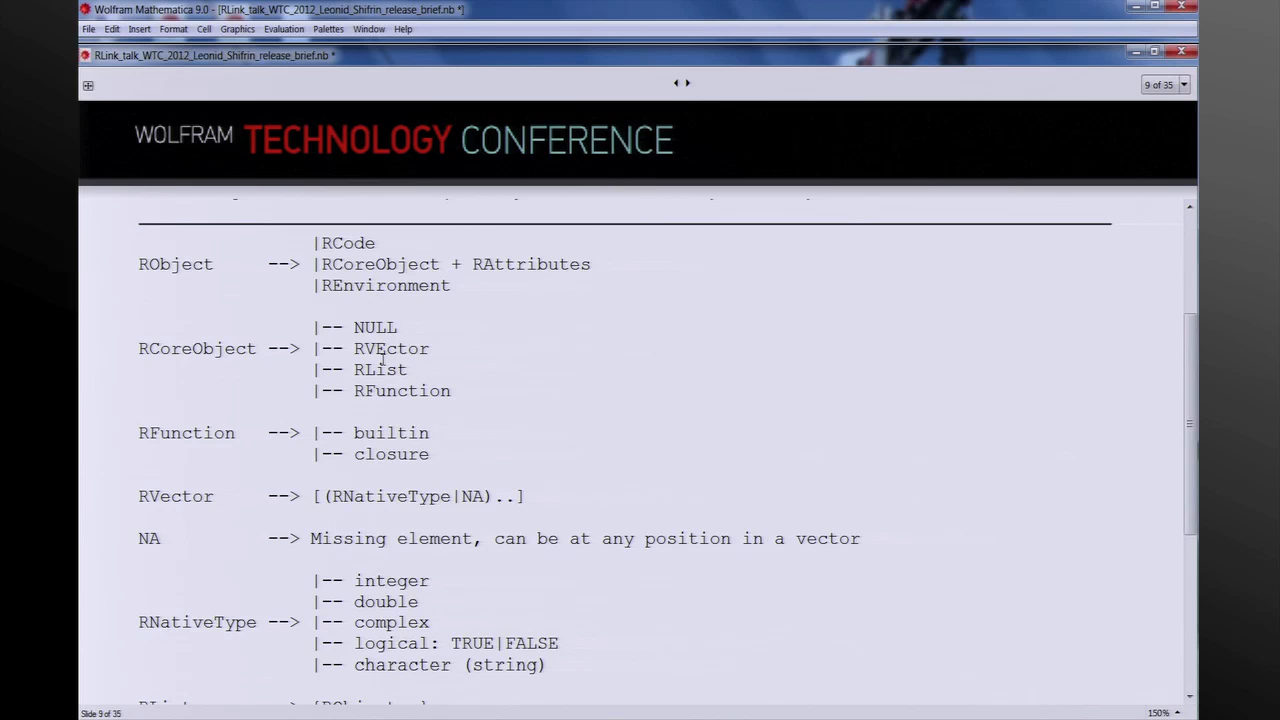 Wolfram Mathematica 9.0 - [RLink_talk_WTC_2012_Leonid_Shifrin_release_brief.nb *]
File Edit Insert Format Cell Graphics Evaluation Palettes Window Help
RLink_talk_WTC_2012_Leonid_Shifrin_release_brief.nb *
9 of 35
WOLFRAM TECHNOLOGY CONFERENCE
|RCode
RObject --> |RCoreObject + RAttributes
|REnvironment
|-- NULL
RCoreObject --> |-- RVEctor
|-- RList
|-- RFunction
RFunction --> |-- builtin
|-- closure
RVector --> [(RNativeType|NA)..]
NA --> Missing element, can be at any position in a vector
|-- integer
|-- double
RNativeType --> |-- complex
|-- logical: TRUE|FALSE
|-- character (string)
Slide 9 of 35
150%